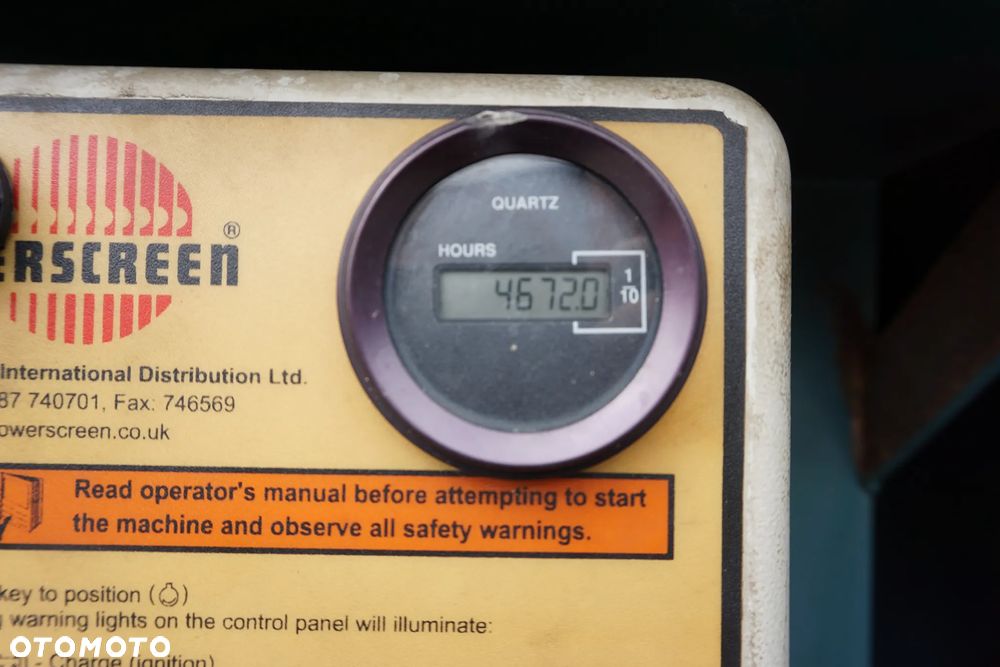 QUARTZ
HOURS
4672.0
1
10
ERSCREEN®
International Distribution Ltd.
87 740701, Fax: 746569
owerscreen.co.uk
Read operator's manual before attempting to start
the machine and observe all safety warnings.
key to position ( )
warning lights on the control panel will illuminate:
- Charge (ignition)
OTOMOTO